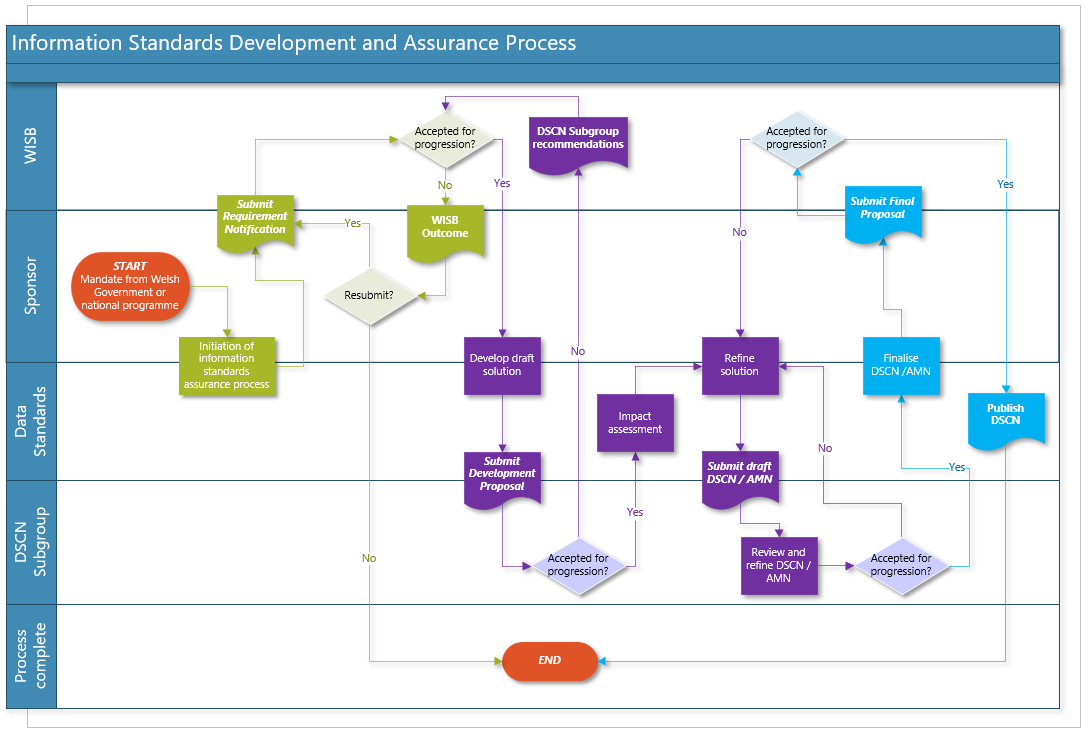 Information Standards Development and Assurance Process
WISB
Accepted for
progression?
DSCN Subgroup
recommendations
Accepted for
progression?
Yes
No
Yes
Submit
Requirement
Notification
WISB
Outcome
Submit Final
Proposal
Sponsor
Yes
No
START
Mandate from Welsh
Government or
national programme
Resubmit?
Initiation of
information
standards
assurance process
Develop draft
solution
No
Refine
solution
Finalise
DSCN /AMN
Data
Standards
Impact
assessment
Publish
DSCN
No
Submit
Development
Proposal
Submit draft
DSCN / AMN
Yes
DSCN
Subgroup
Yes
No
Accepted for
progression?
Review and
refine DSCN /
AMN
Accepted for
progression?
Process
complete
END